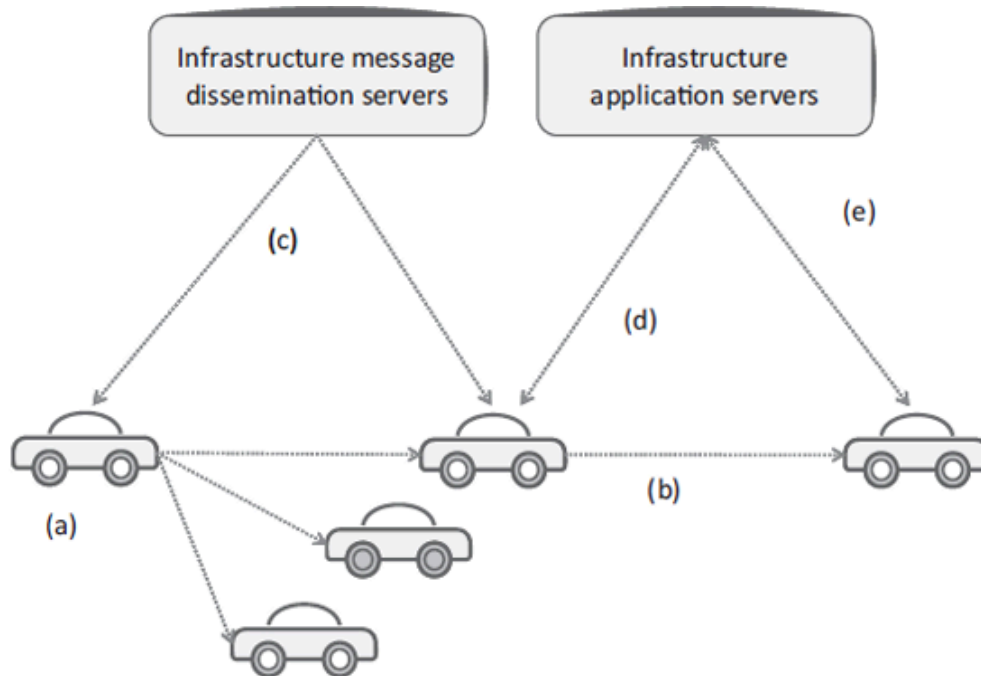 Infrastructure message
dissemination servers
Infrastructure
application servers
(c)
(e)
(d)
(b)
(a)